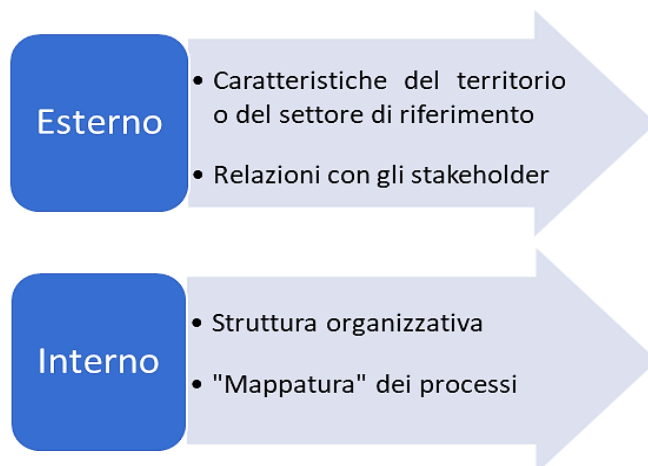 Esterno
• Caratteristiche del territorio
o del settore di riferimento
• Relazioni con gli stakeholder
Interno
• Struttura organizzativa
• "Mappatura" dei processi